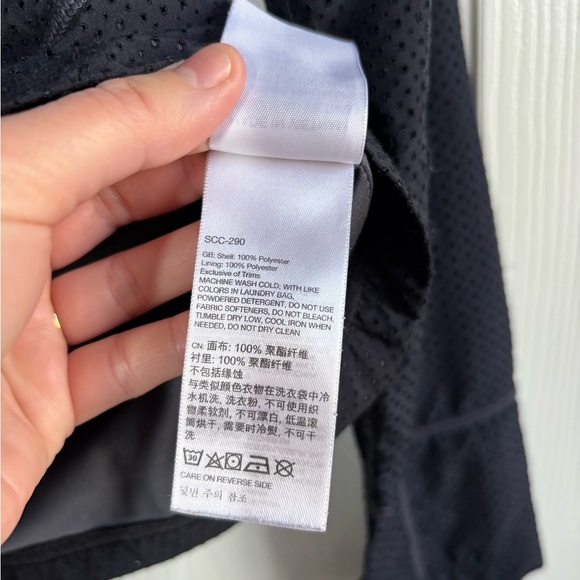 SCC-290
GB: Shell: 100% Polyester
Lining: 100% Polyester
Exclusive of Trims
MACHINE WASH COLD, WITH LIKE
COLORS IN LAUNDRY BAG,
POWDERED DETERGENT, DO NOT USE
FABRIC SOFTENERS, DO NOT BLEACH,
TUMBLE DRY LOW, COOL IRON WHEN
NEEDED, DO NOT DRY CLEAN
CN: 面布: 100% 聚酯纤维
衬里: 100% 聚酯纤维
不包括缘蚀
与类似颜色衣物在洗衣袋中冷
水机洗, 洗衣粉, 不可使用织
物柔软剂, 不可漂白, 低温滚
筒烘干, 需要时冷熨, 不可干
洗
30
CARE ON REVERSE SIDE
뒷면 주의 참조